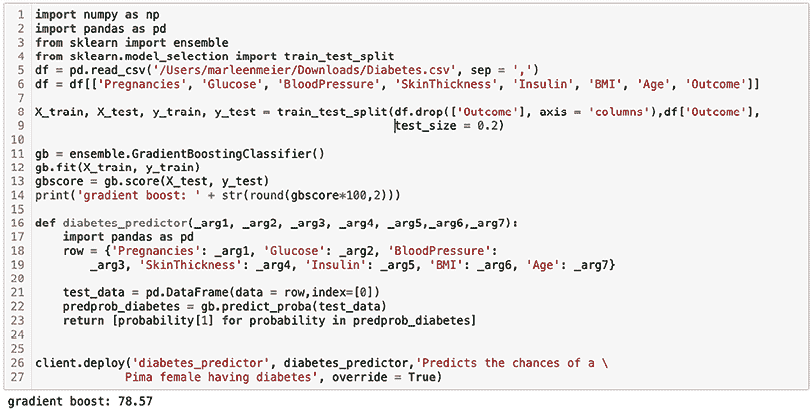 1 import numpy as np
2 import pandas as pd
3 from sklearn import ensemble
4 from sklearn.model_selection import train_test_split
5 df = pd.read_csv('/Users/marleenmeier/Downloads/Diabetes.csv', sep = ',')
6 df = df[['Pregnancies', 'Glucose', 'BloodPressure', 'SkinThickness', 'Insulin', 'BMI', 'Age', 'Outcome']]
7
8 X_train, X_test, y_train, y_test = train_test_split(df.drop(['Outcome'], axis = 'columns'),df['Outcome'],
9                                                     test_size = 0.2)
10
11 gb = ensemble.GradientBoostingClassifier()
12 gb.fit(X_train, y_train)
13 gbscore = gb.score(X_test, y_test)
14 print('gradient boost: ' + str(round(gbscore*100,2)))
15
16 def diabetes_predictor(_arg1, _arg2, _arg3, _arg4, _arg5,_arg6,_arg7):
17     import pandas as pd
18     row = {'Pregnancies': _arg1, 'Glucose': _arg2, 'BloodPressure':
19         _arg3, 'SkinThickness': _arg4, 'Insulin': _arg5, 'BMI': _arg6, 'Age': _arg7}
20
21     test_data = pd.DataFrame(data = row,index=[0])
22     predprob_diabetes = gb.predict_proba(test_data)
23     return [probability[1] for probability in predprob_diabetes]
24
25
26 client.deploy('diabetes_predictor', diabetes_predictor,'Predicts the chances of a \
27             Pima female having diabetes', override = True)
gradient boost: 78.57